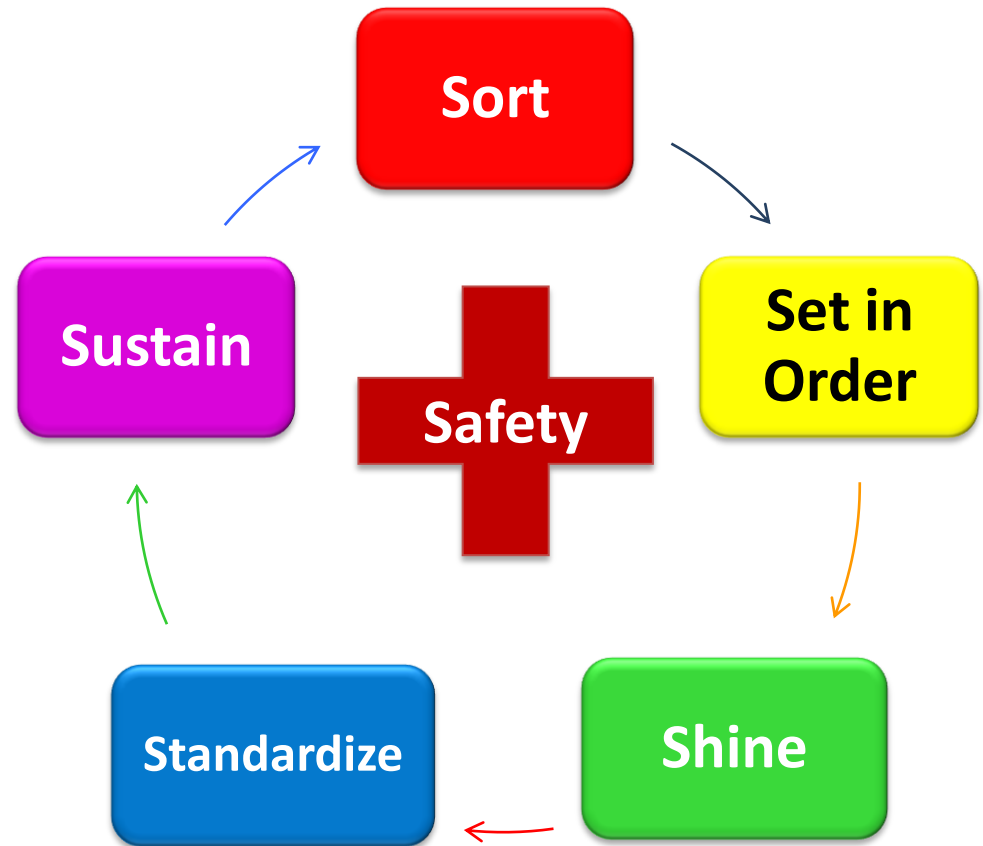 Sort
Set in
Order
Shine
Standardize
Sustain
Safety